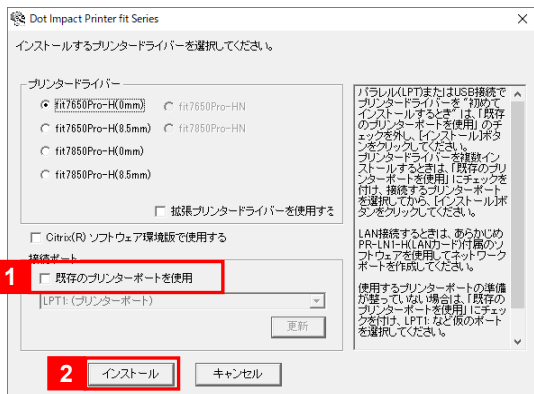 Dot Impact Printer fit Series
インストールするプリンタードライバーを選択してください。
プリンタードライバー
fit7650Pro-H(0mm) fit7650Pro-HN
fit7650Pro-H(8.5mm) fit7850Pro-HN
fit7850Pro-H(0mm)
fit7850Pro-H(8.5mm)
拡張プリンタードライバーを使用する
Citrix(R) ソフトウェア環境版で使用する
接続ポート
1 既存のプリンターポートを使用
LPT1: (プリンターポート)
更新
2 インストール キャンセル
パラレル(LPT)またはUSB接続で
プリンタードライバーを“初めて
インストールするとき”は、「既存
のプリンターポートを使用」のチ
ェックを外し、[インストール]ボタ
ンをクリックしてください。
プリンタードライバーを複数イン
ストールするときは、「既存のプリ
ンターポートを使用」にチェックを
付け、接続するプリンターポート
を選択してから、[インストール]ボ
タンをクリックしてください。
LAN接続するときは、あらかじめ
PR-LN1-H(LANカード)付属のソ
フトウェアを使用してネットワーク
ポートを作成してください。
使用するプリンターポートの準備
が整っていない場合は、「既存の
プリンターポートを使用」にチェッ
クを付け、LPT1: など仮のポート
を選択してください。